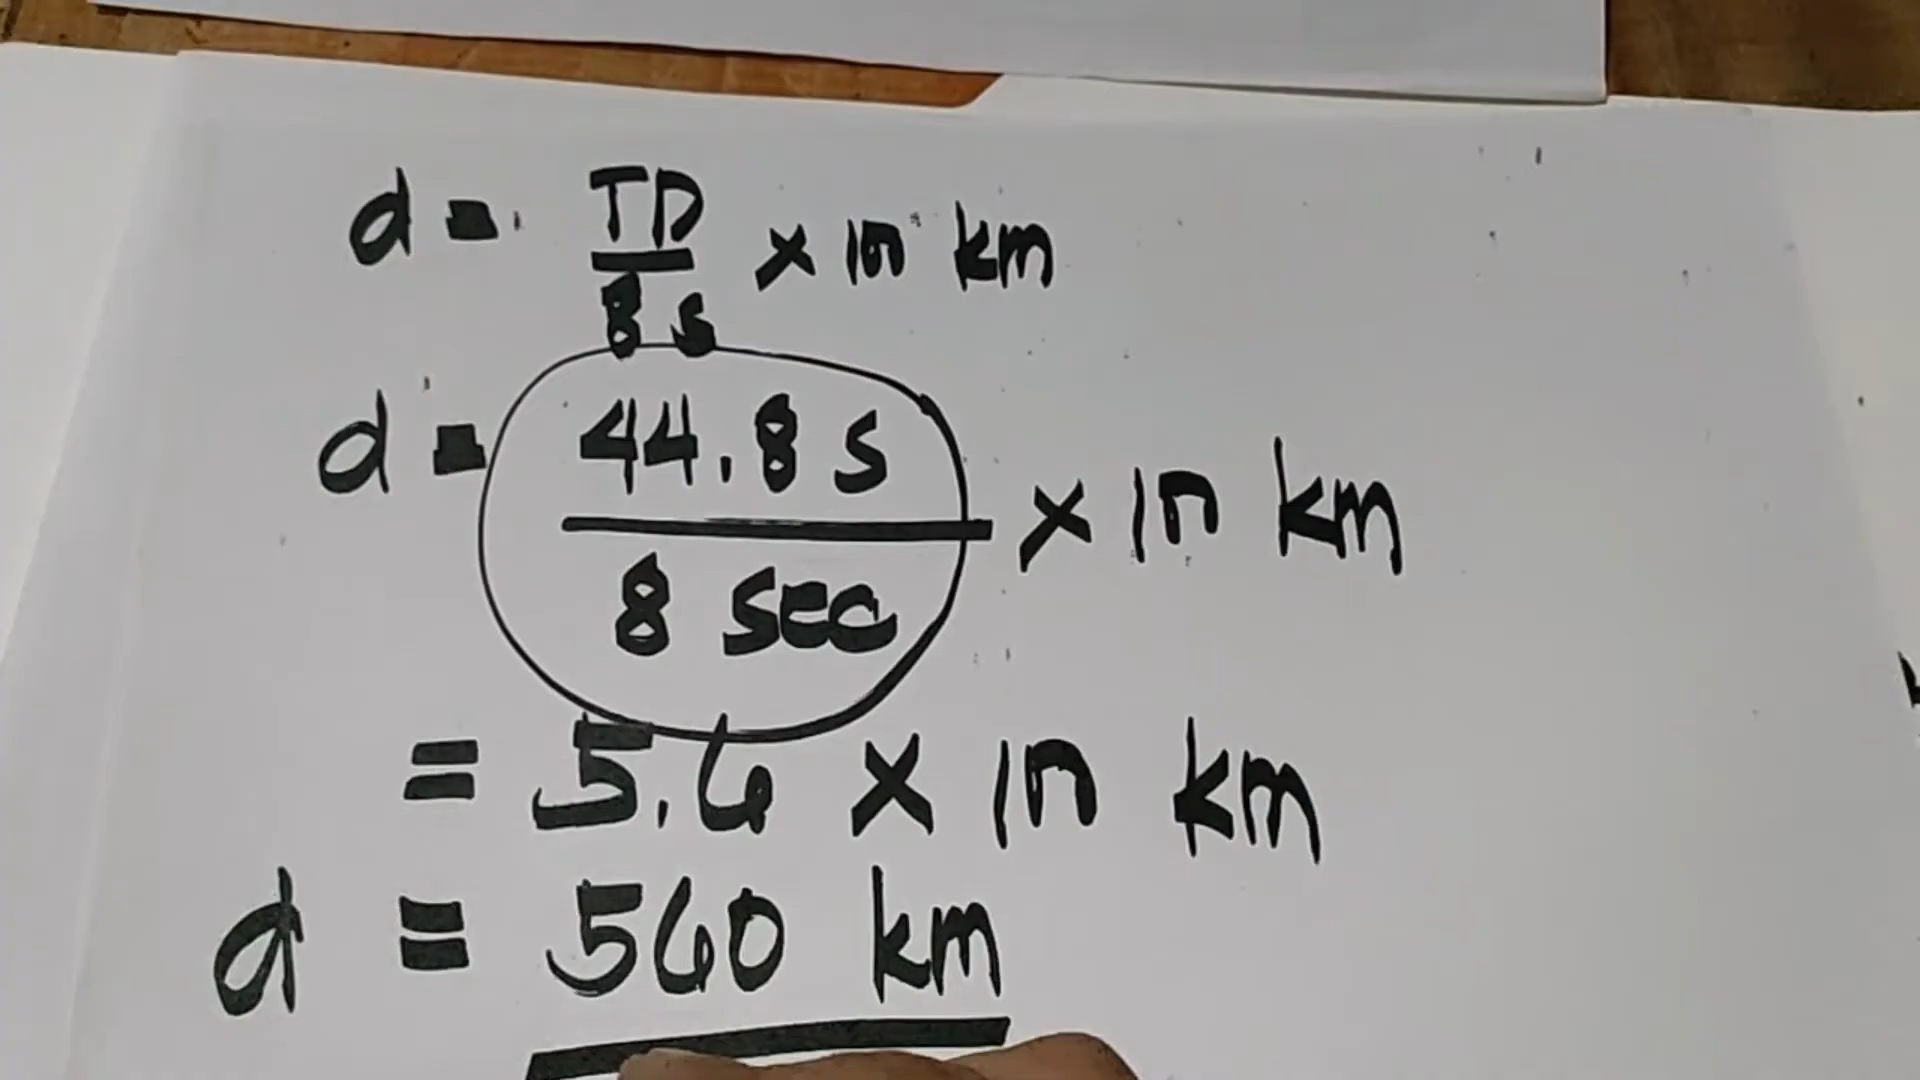 d = TD x 100 km
8 s
d = 44.8 s x 100 km
8 sec
= 5.6 x 100 km
d = 560 km